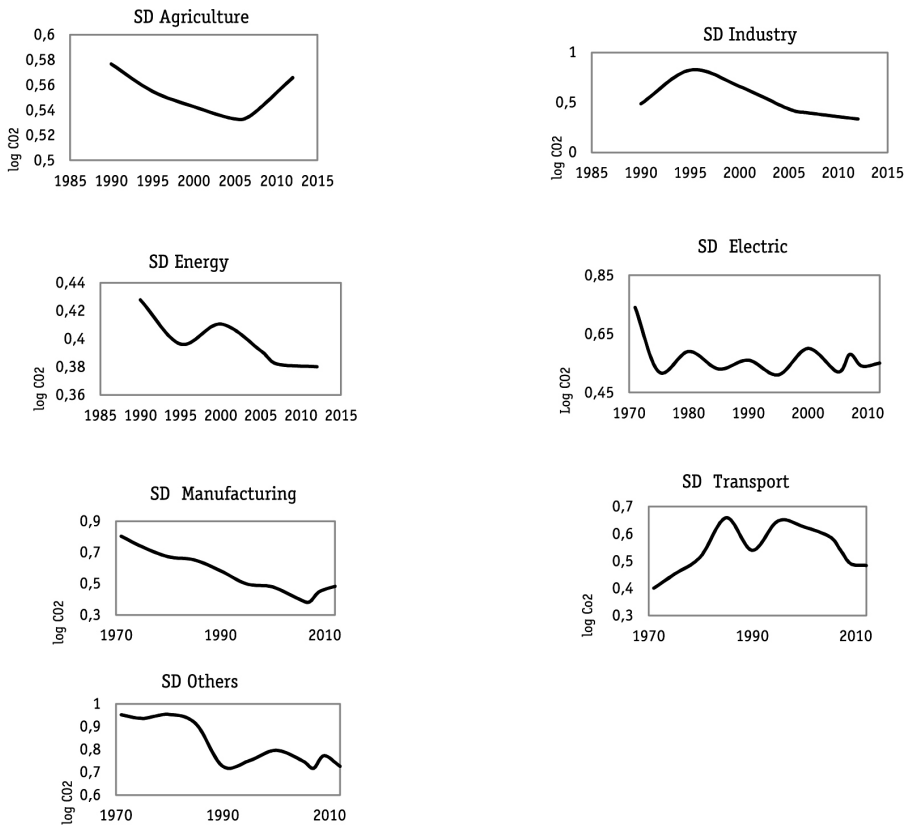 SD Agriculture
0,6
0,58
0,56
0,54
0,52
0,5
log CO2
1985 1990 1995 2000 2005 2010 2015
SD Industry
1
0,5
0
log CO2
1985 1990 1995 2000 2005 2010 2015
SD Energy
0,44
0,42
0,4
0,38
0,36
log CO2
1985 1990 1995 2000 2005 2010 2015
SD Electric
0,85
0,65
0,45
Log CO2
1970 1980 1990 2000 2010
SD Manufacturing
0,9
0,7
0,5
0,3
log CO2
1970 1990 2010
SD Transport
0,7
0,6
0,5
0,4
0,3
log Co2
1970 1990 2010
SD Others
1
0,9
0,8
0,7
0,6
log CO2
1970 1990 2010